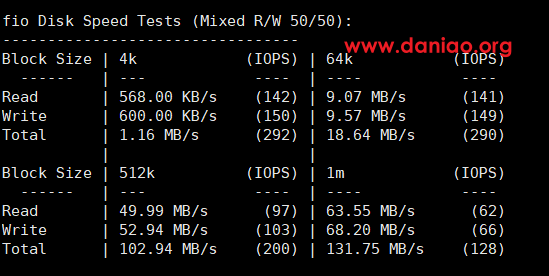 fio Disk Speed Tests (Mixed R/W 50/50):
---------------------------------
www.daniao.org
Block Size | 4k            (IOPS) | 64k           (IOPS)
  ------   | ---            ----  | ----           ----
Read       | 568.00 KB/s    (142) | 9.07 MB/s     (141)
Write      | 600.00 KB/s    (150) | 9.57 MB/s     (149)
Total      | 1.16 MB/s      (292) | 18.64 MB/s    (290)
           |                      |
Block Size | 512k          (IOPS) | 1m            (IOPS)
  ------   | ---            ----  | ---            ----
Read       | 49.99 MB/s      (97) | 63.55 MB/s     (62)
Write      | 52.94 MB/s     (103) | 68.20 MB/s     (66)
Total      | 102.94 MB/s    (200) | 131.75 MB/s   (128)